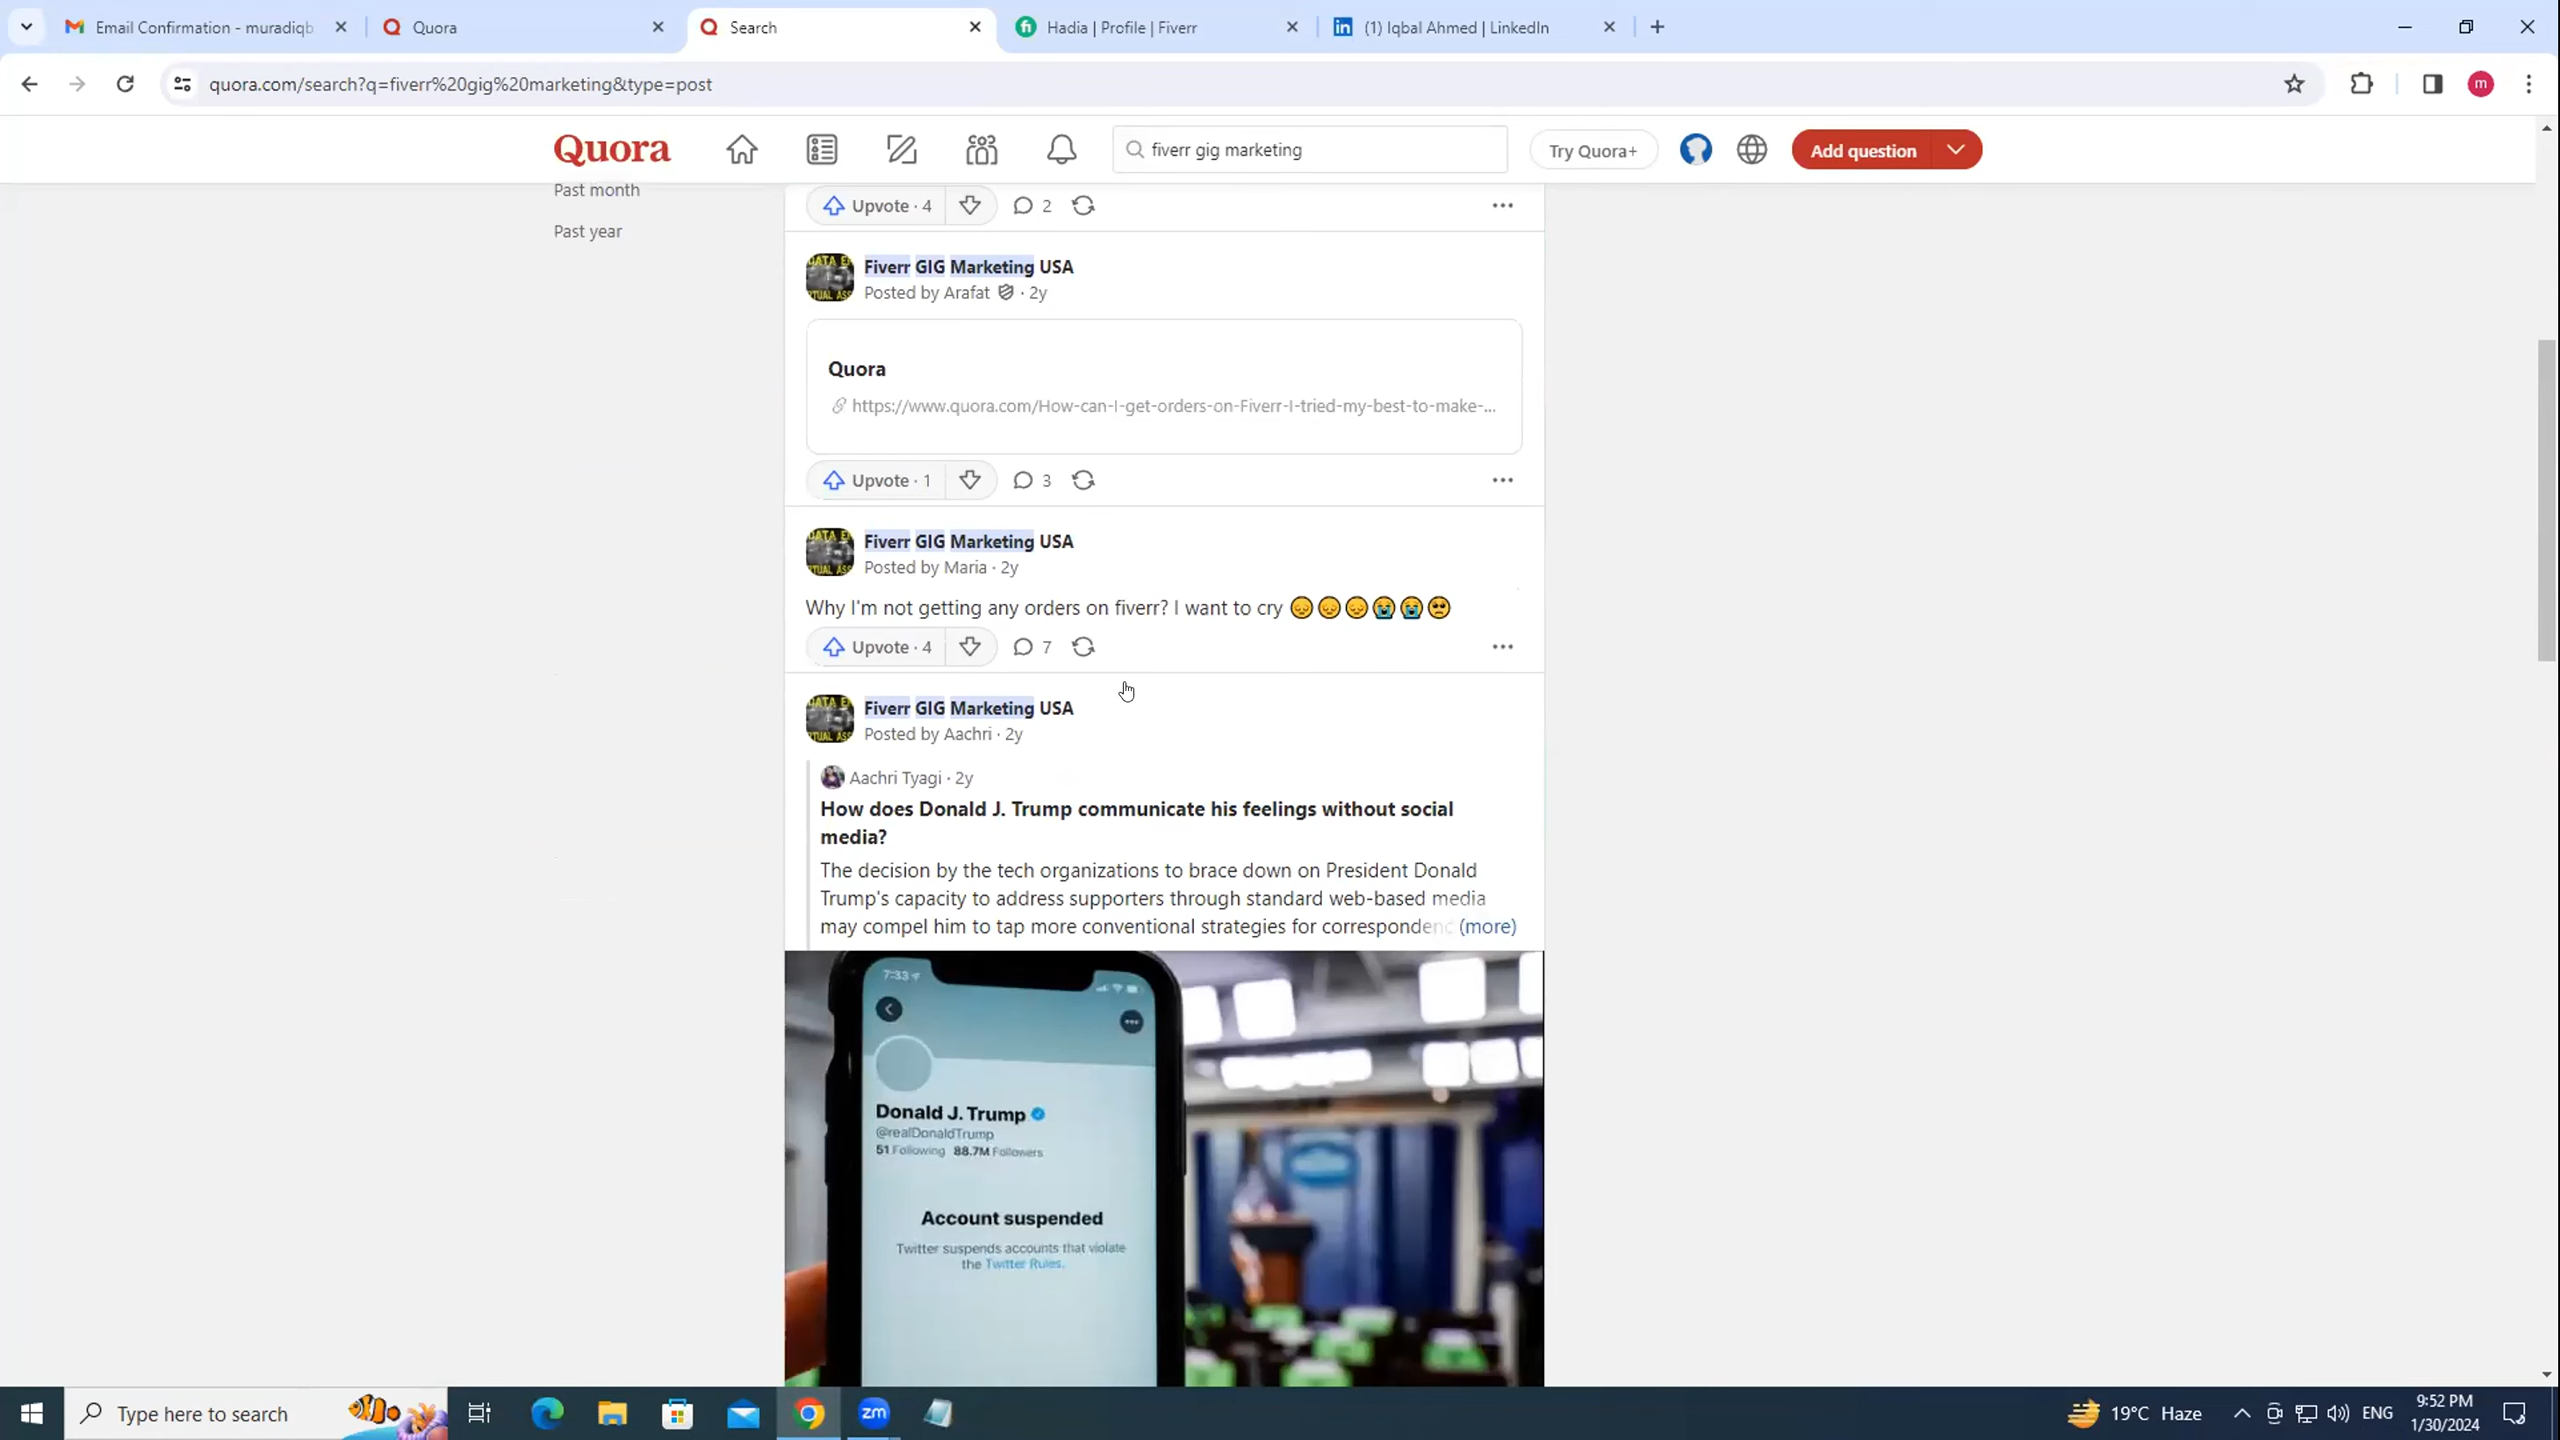 Email Confirmation - muradiqb
Quora
Search
Hadia | Profile | Fiverr
(1) Iqbal Ahmed | LinkedIn
quora.com/search?q=fiverr%20gig%20marketing&type=post
m
Quora
fiverr gig marketing
Try Quora+
Add question
Past month
Past year
Upvote · 4
2
Fiverr GIG Marketing USA
Posted by Arafat · 2y
Quora
https://www.quora.com/How-can-I-get-orders-on-Fiverr-I-tried-my-best-to-make-...
Upvote · 1
3
Fiverr GIG Marketing USA
Posted by Maria · 2y
Why I'm not getting any orders on fiverr? I want to cry 😞😞😞😭😭🥺
Upvote · 4
7
Fiverr GIG Marketing USA
Posted by Aachri · 2y
Aachri Tyagi · 2y
How does Donald J. Trump communicate his feelings without social
media?
The decision by the tech organizations to brace down on President Donald
Trump's capacity to address supporters through standard web-based media
may compel him to tap more conventional strategies for correspondenc (more)
7:33
Donald J. Trump
@realDonaldTrump
51 Following 88.7M Followers
Account suspended
Twitter suspends accounts that violate
the Twitter Rules.
Type here to search
zm
19°C Haze
ENG
9:52 PM
1/30/2024